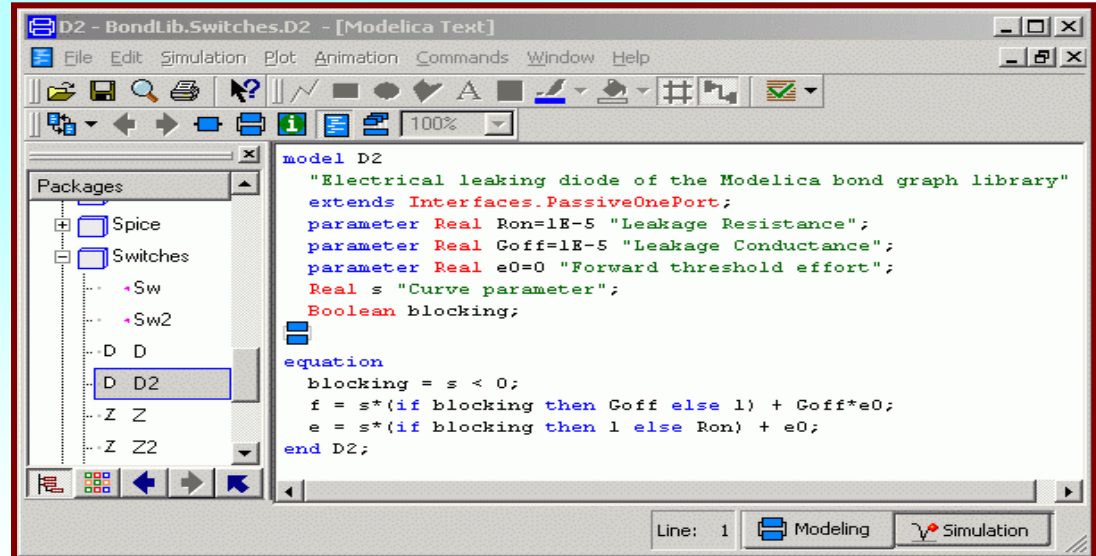 D2 - BondLib.Switches.D2 - [Modelica Text]
File Edit Simulation Plot Animation Commands Window Help
A
100%
Packages
Spice
Switches
Sw
Sw2
D D
D D2
Z Z
Z Z2
model D2
"Electrical leaking diode of the Modelica bond graph library"
extends Interfaces.PassiveOnePort;
parameter Real Ron=1E-5 "Leakage Resistance";
parameter Real Goff=1E-5 "Leakage Conductance";
parameter Real e0=0 "Forward threshold effort";
Real s "Curve parameter";
Boolean blocking;
equation
blocking = s < 0;
f = s*(if blocking then Goff else 1) + Goff*e0;
e = s*(if blocking then 1 else Ron) + e0;
end D2;
Line: 1 Modeling Simulation